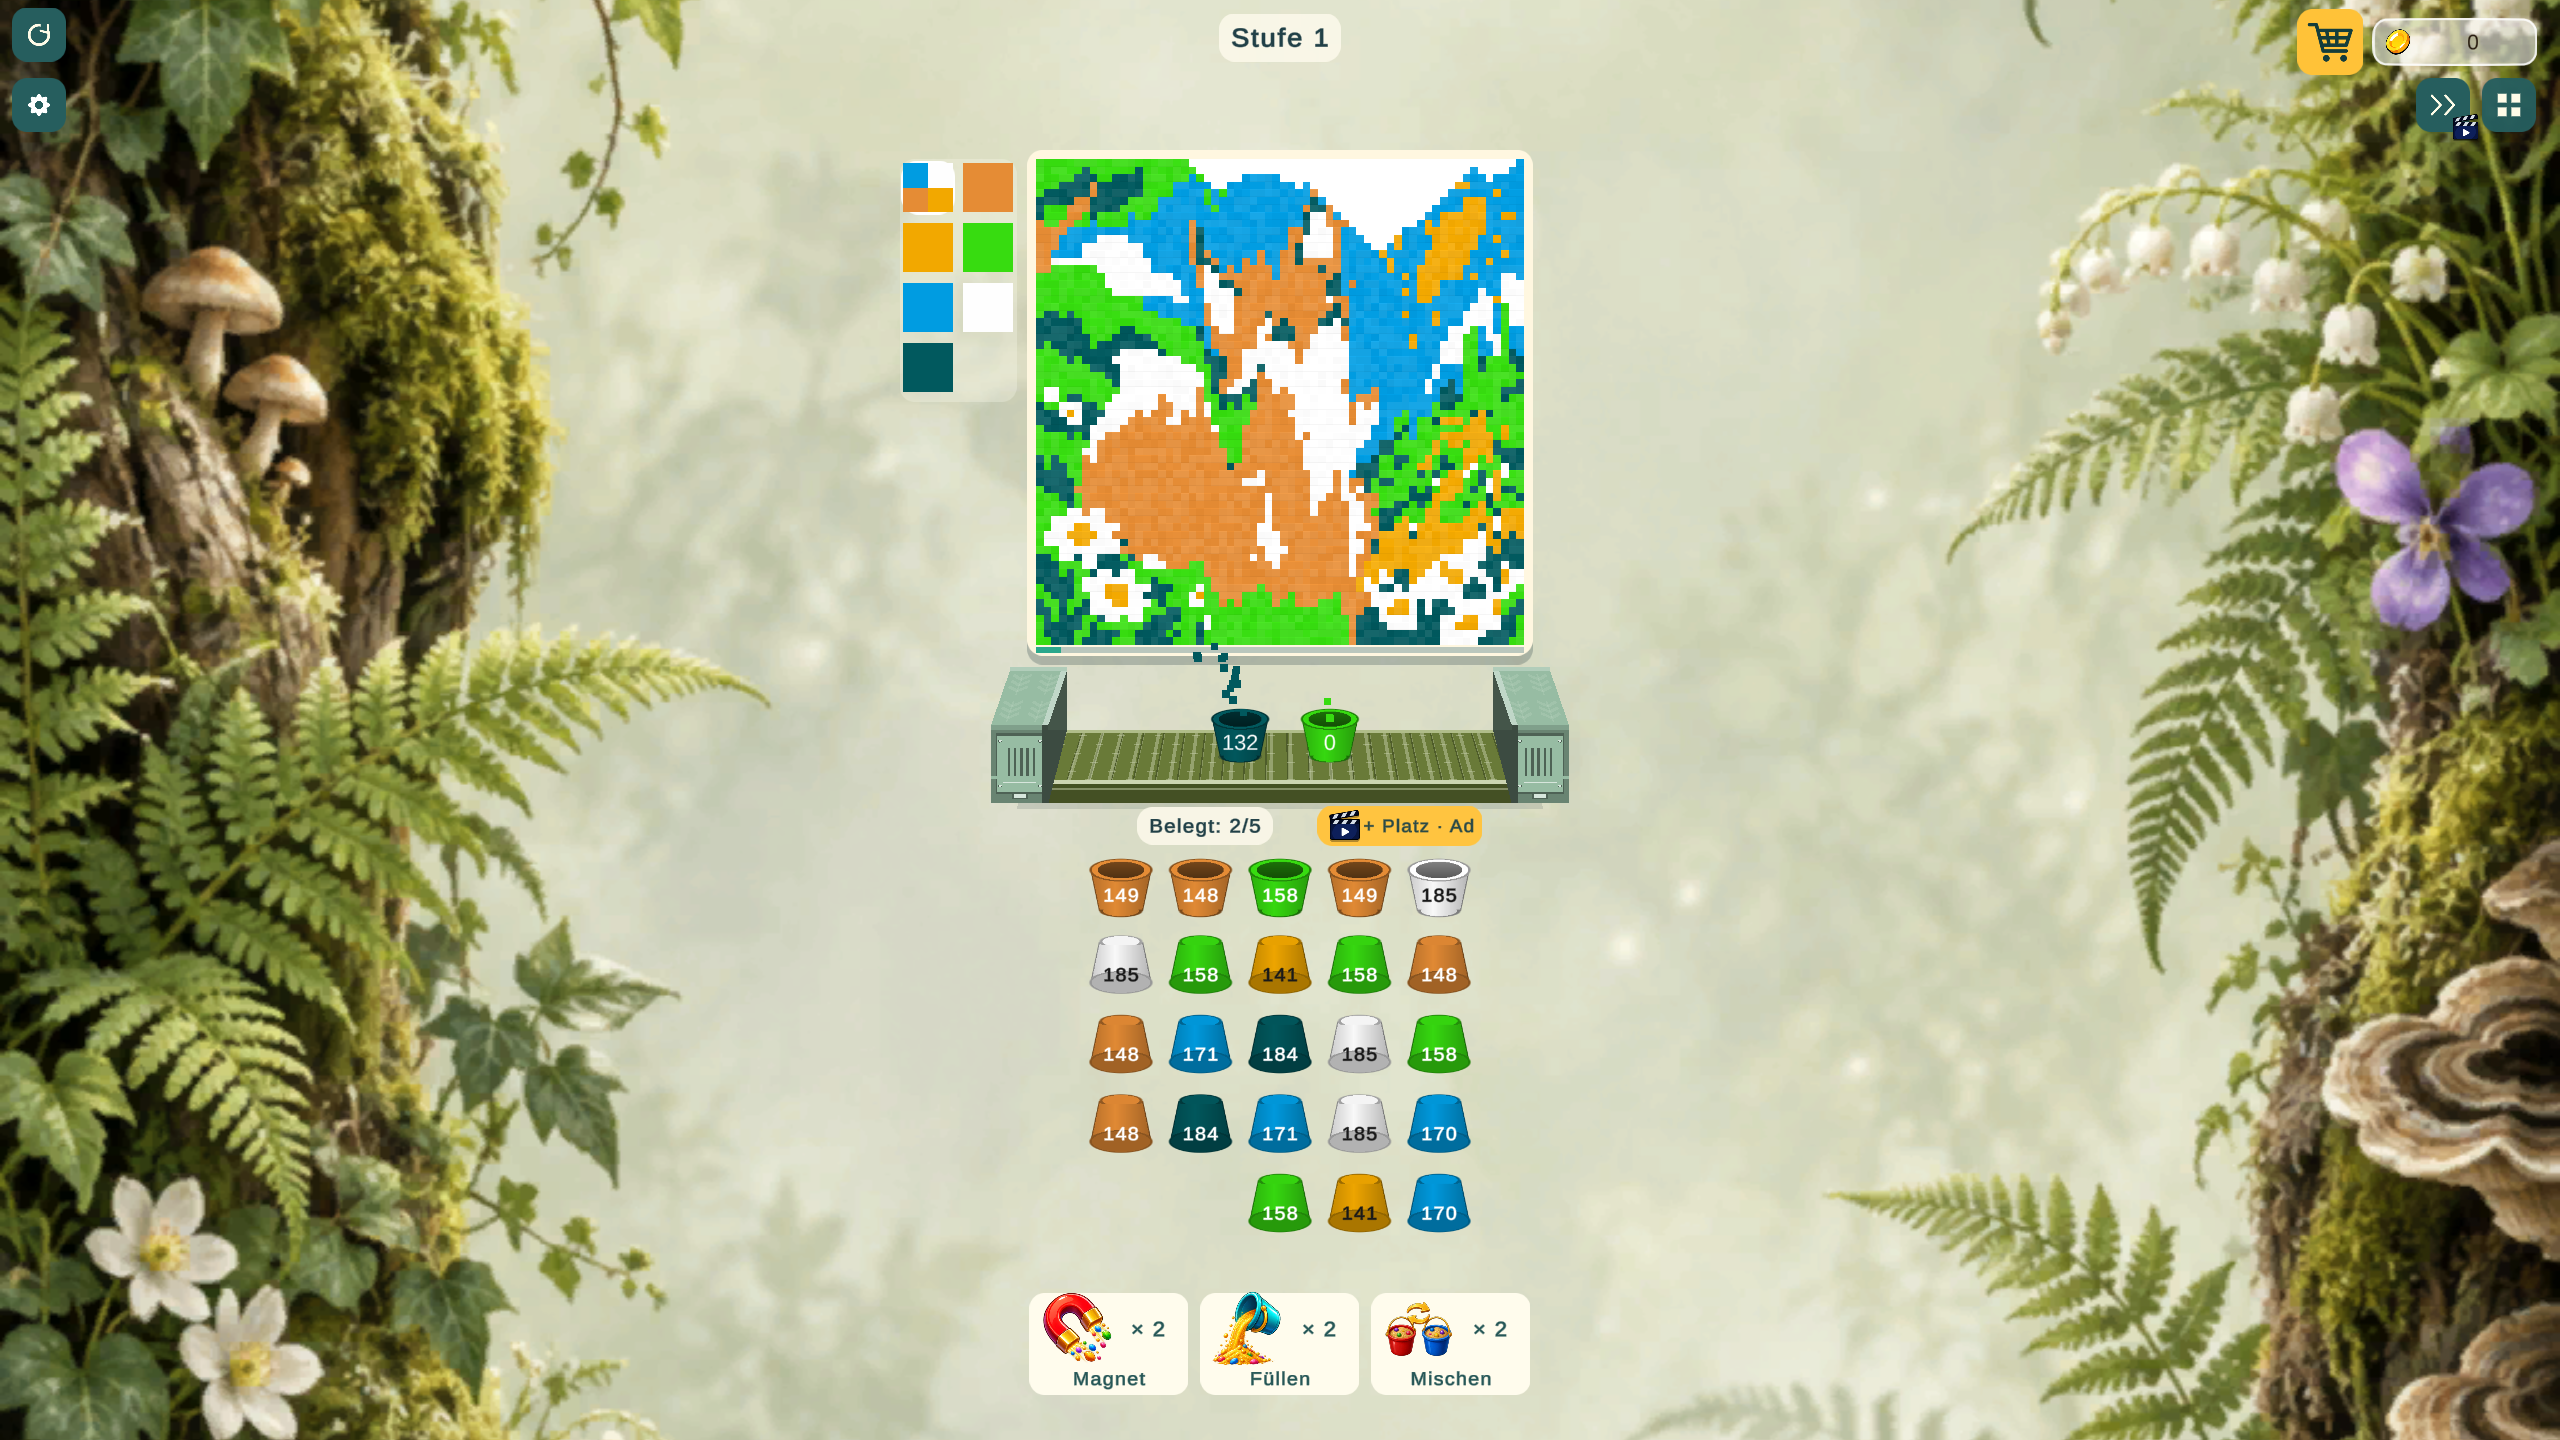 Stufe 1
0
132
0
Belegt: 2/5
+ Platz · Ad
149 148 158 149 185
185 158 141 158 148
148 171 184 185 158
148 184 171 185 170
158 141 170
× 2
× 2
× 2
Magnet
Füllen
Mischen